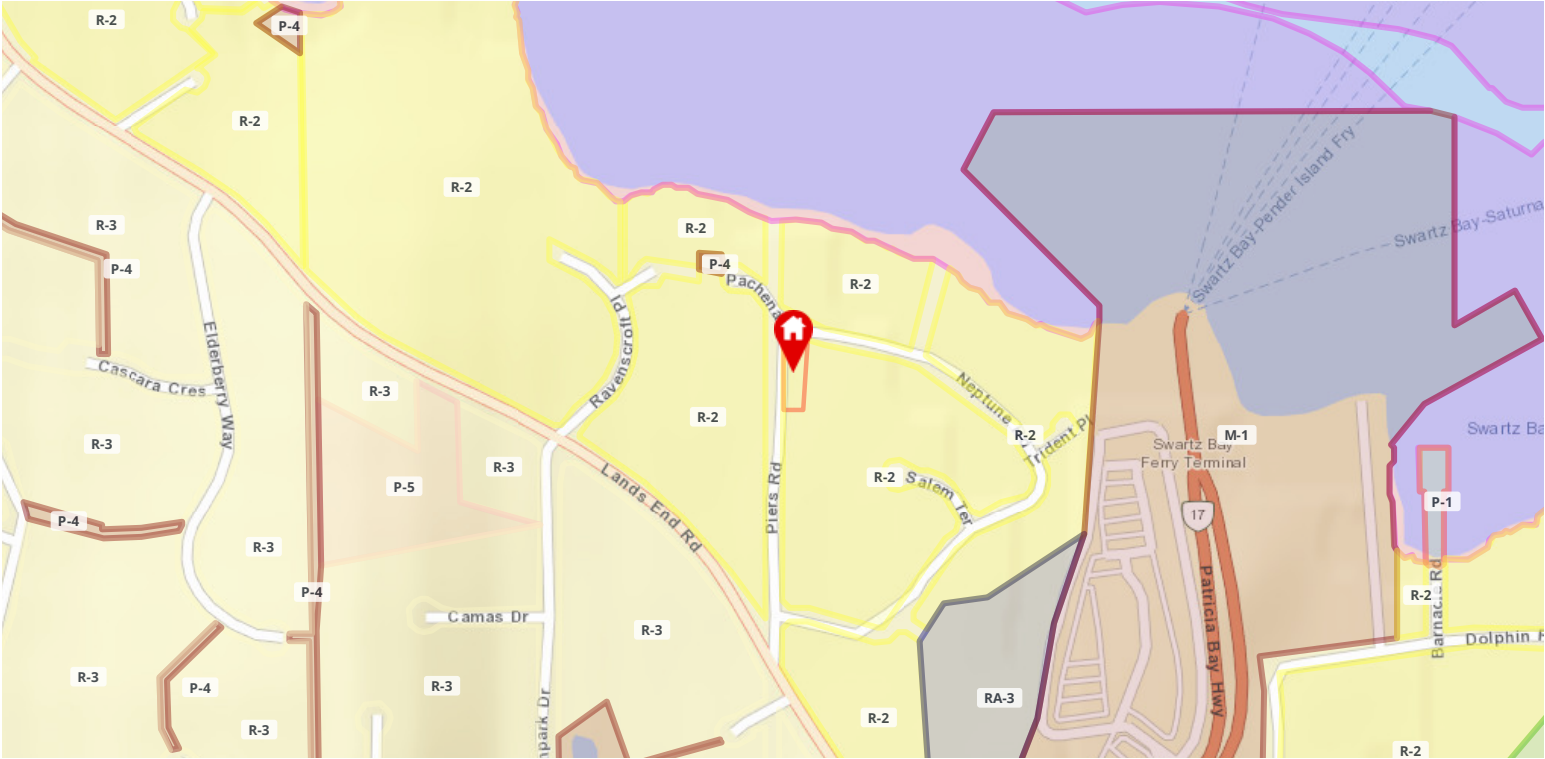 R-2
P-4
R-2
R-2
R-3
R-2
P-4
P-4
Pachena
R-2
Swartz Bay-Pender Island Fry
Swartz Bay-Saturna
Elderberry Way
Cascara Cres
Ravenscroft Pl
R-3
R-2
Neptune
R-2
Trident Pl
M-1
Swartz Bay
Ferry Terminal
Swartz Ba
R-3
R-3
P-5
Lands End Rd
Piers Rd
R-2
Salem Ter
17
P-1
P-4
R-3
P-4
Camas Dr
R-3
Patricia Bay Hwy
R-2
Barnacle Rd
Dolphin R
R-3
P-4
R-3
R-3
npark Dr
R-2
RA-3
R-2